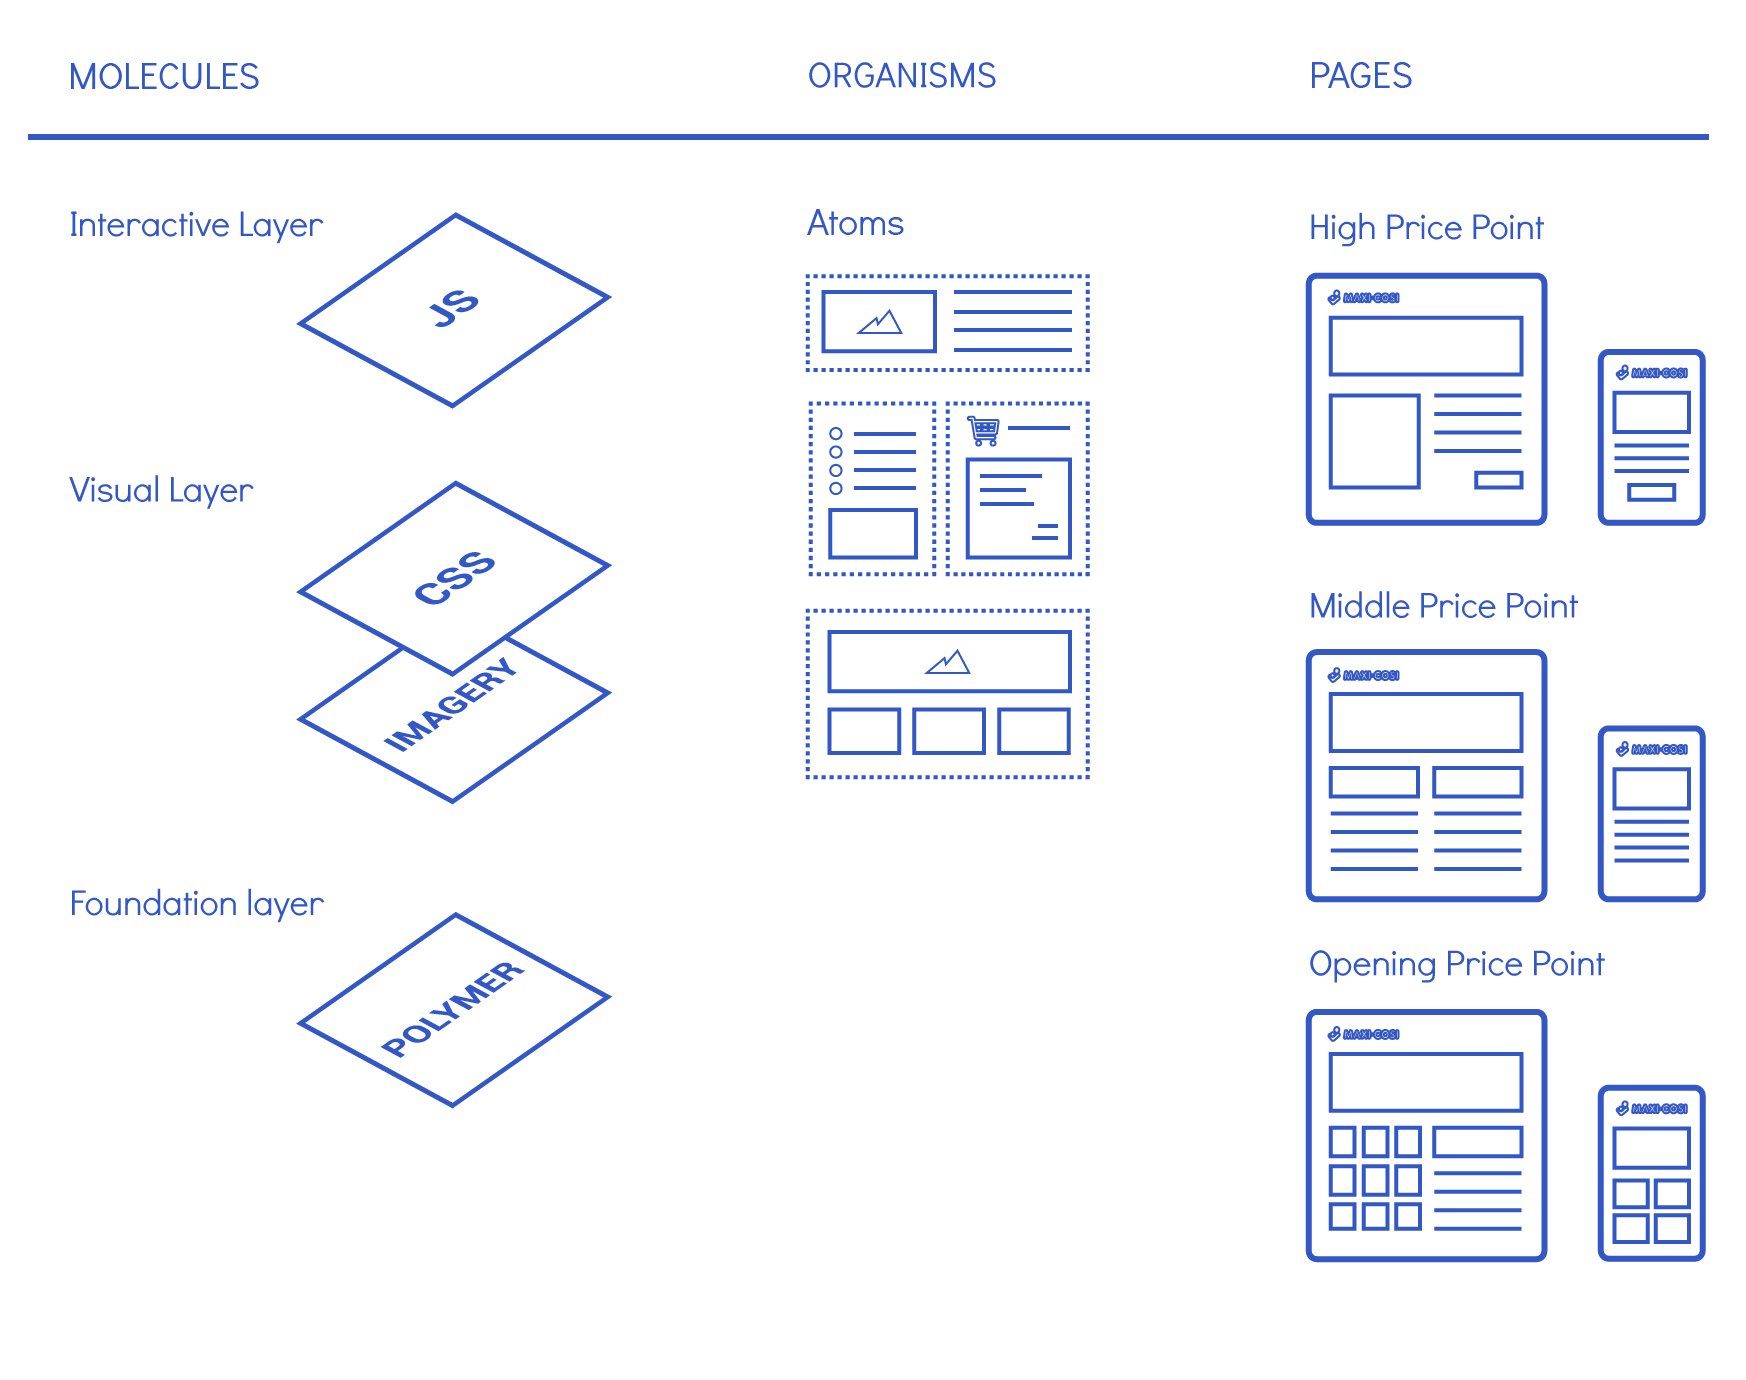 MOLECULES
ORGANISMS
PAGES
Interactive Layer
JS
Visual Layer
CSS
IMAGERY
Foundation layer
POLYMER
Atoms
High Price Point
MAXI-COSI
MAXI-COSI
Middle Price Point
MAXI-COSI
MAXI-COSI
Opening Price Point
MAXI-COSI
MAXI-COSI